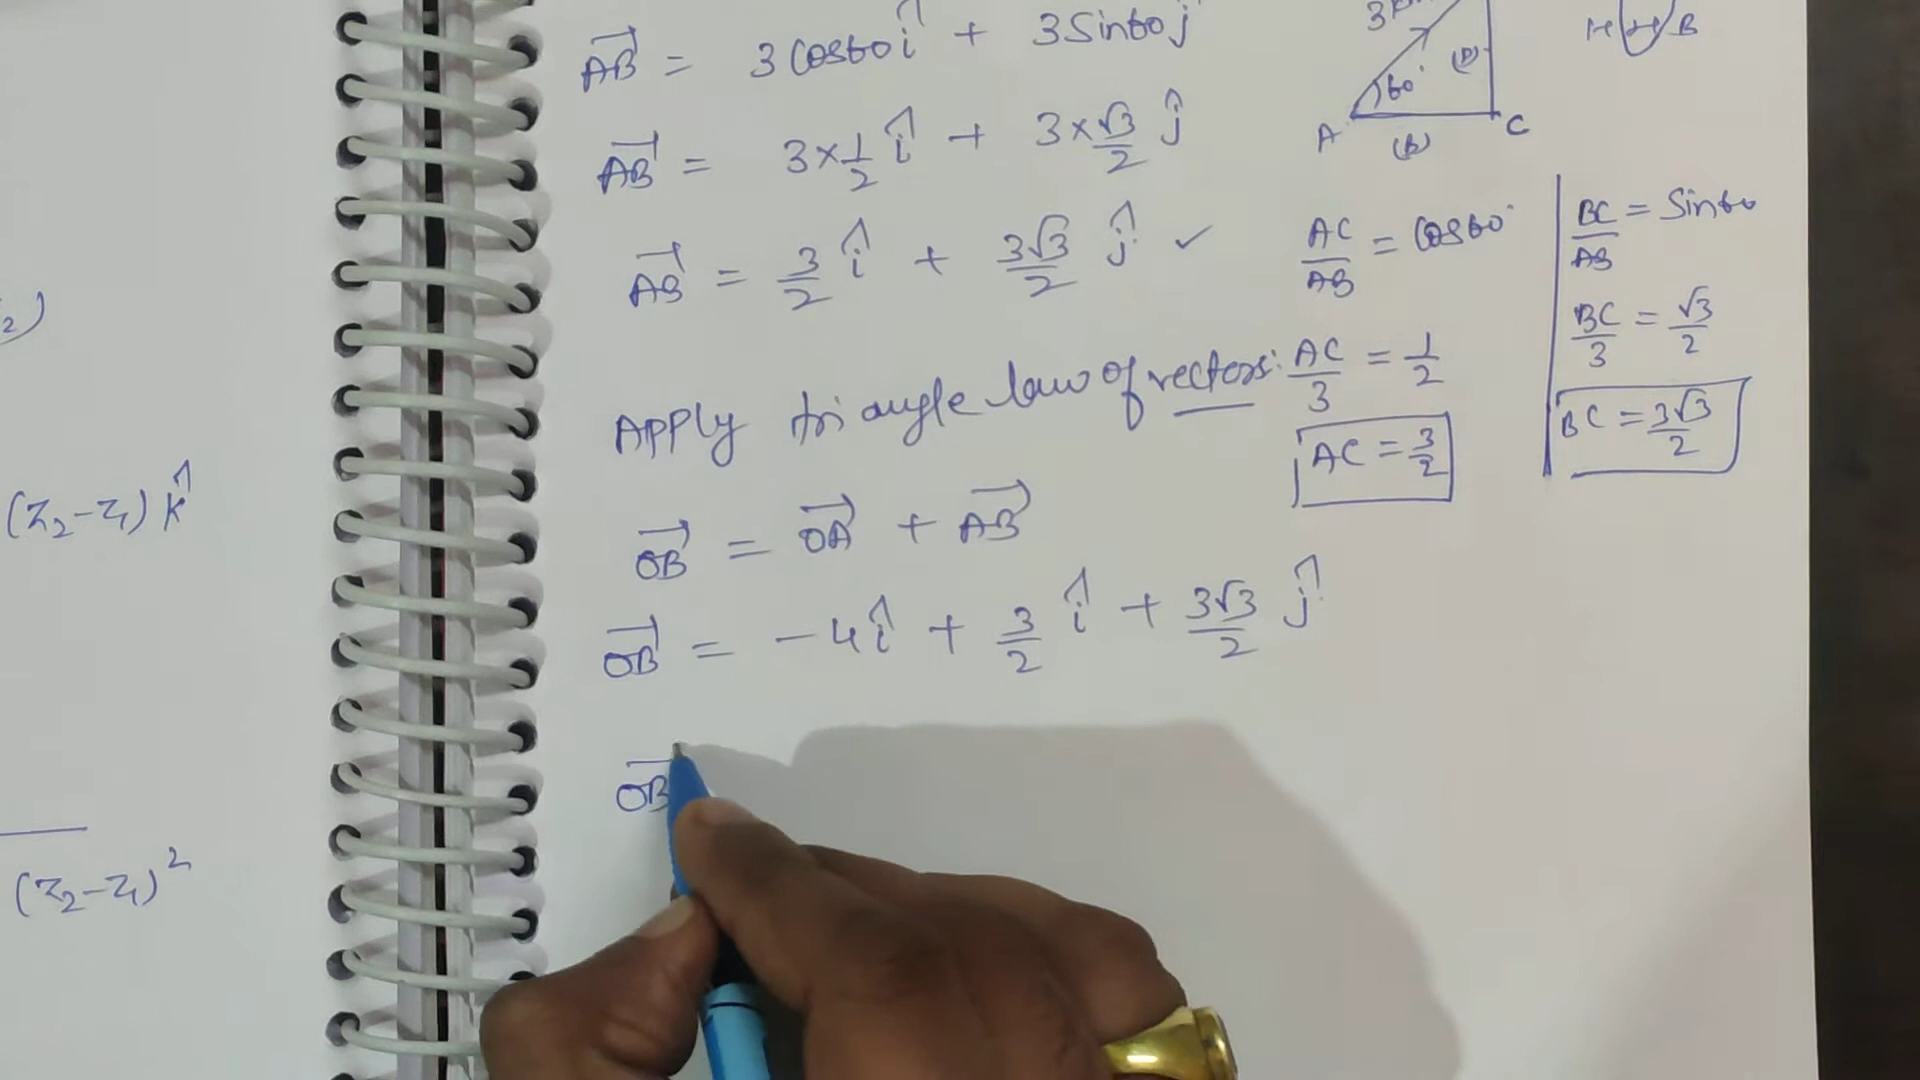 2)
(z₂-z₁) k̂
(z₂-z₁)²
AB⃗ = 3 cos60 î + 3 Sin60 ĵ
AB⃗ = 3×1/2 î + 3×√3/2 ĵ
AB⃗ = 3/2 î + 3√3/2 ĵ ✓
Apply triangle law of vectors:
OB⃗ = OA⃗ + AB⃗
OB⃗ = -4î + 3/2 î + 3√3/2 ĵ
OB⃗
60°
(P)
A
C
(b)
H H B
AC/AB = Cos60°
AC/3 = 1/2
AC = 3/2
BC/AB = Sin60
BC/3 = √3/2
BC = 3√3/2